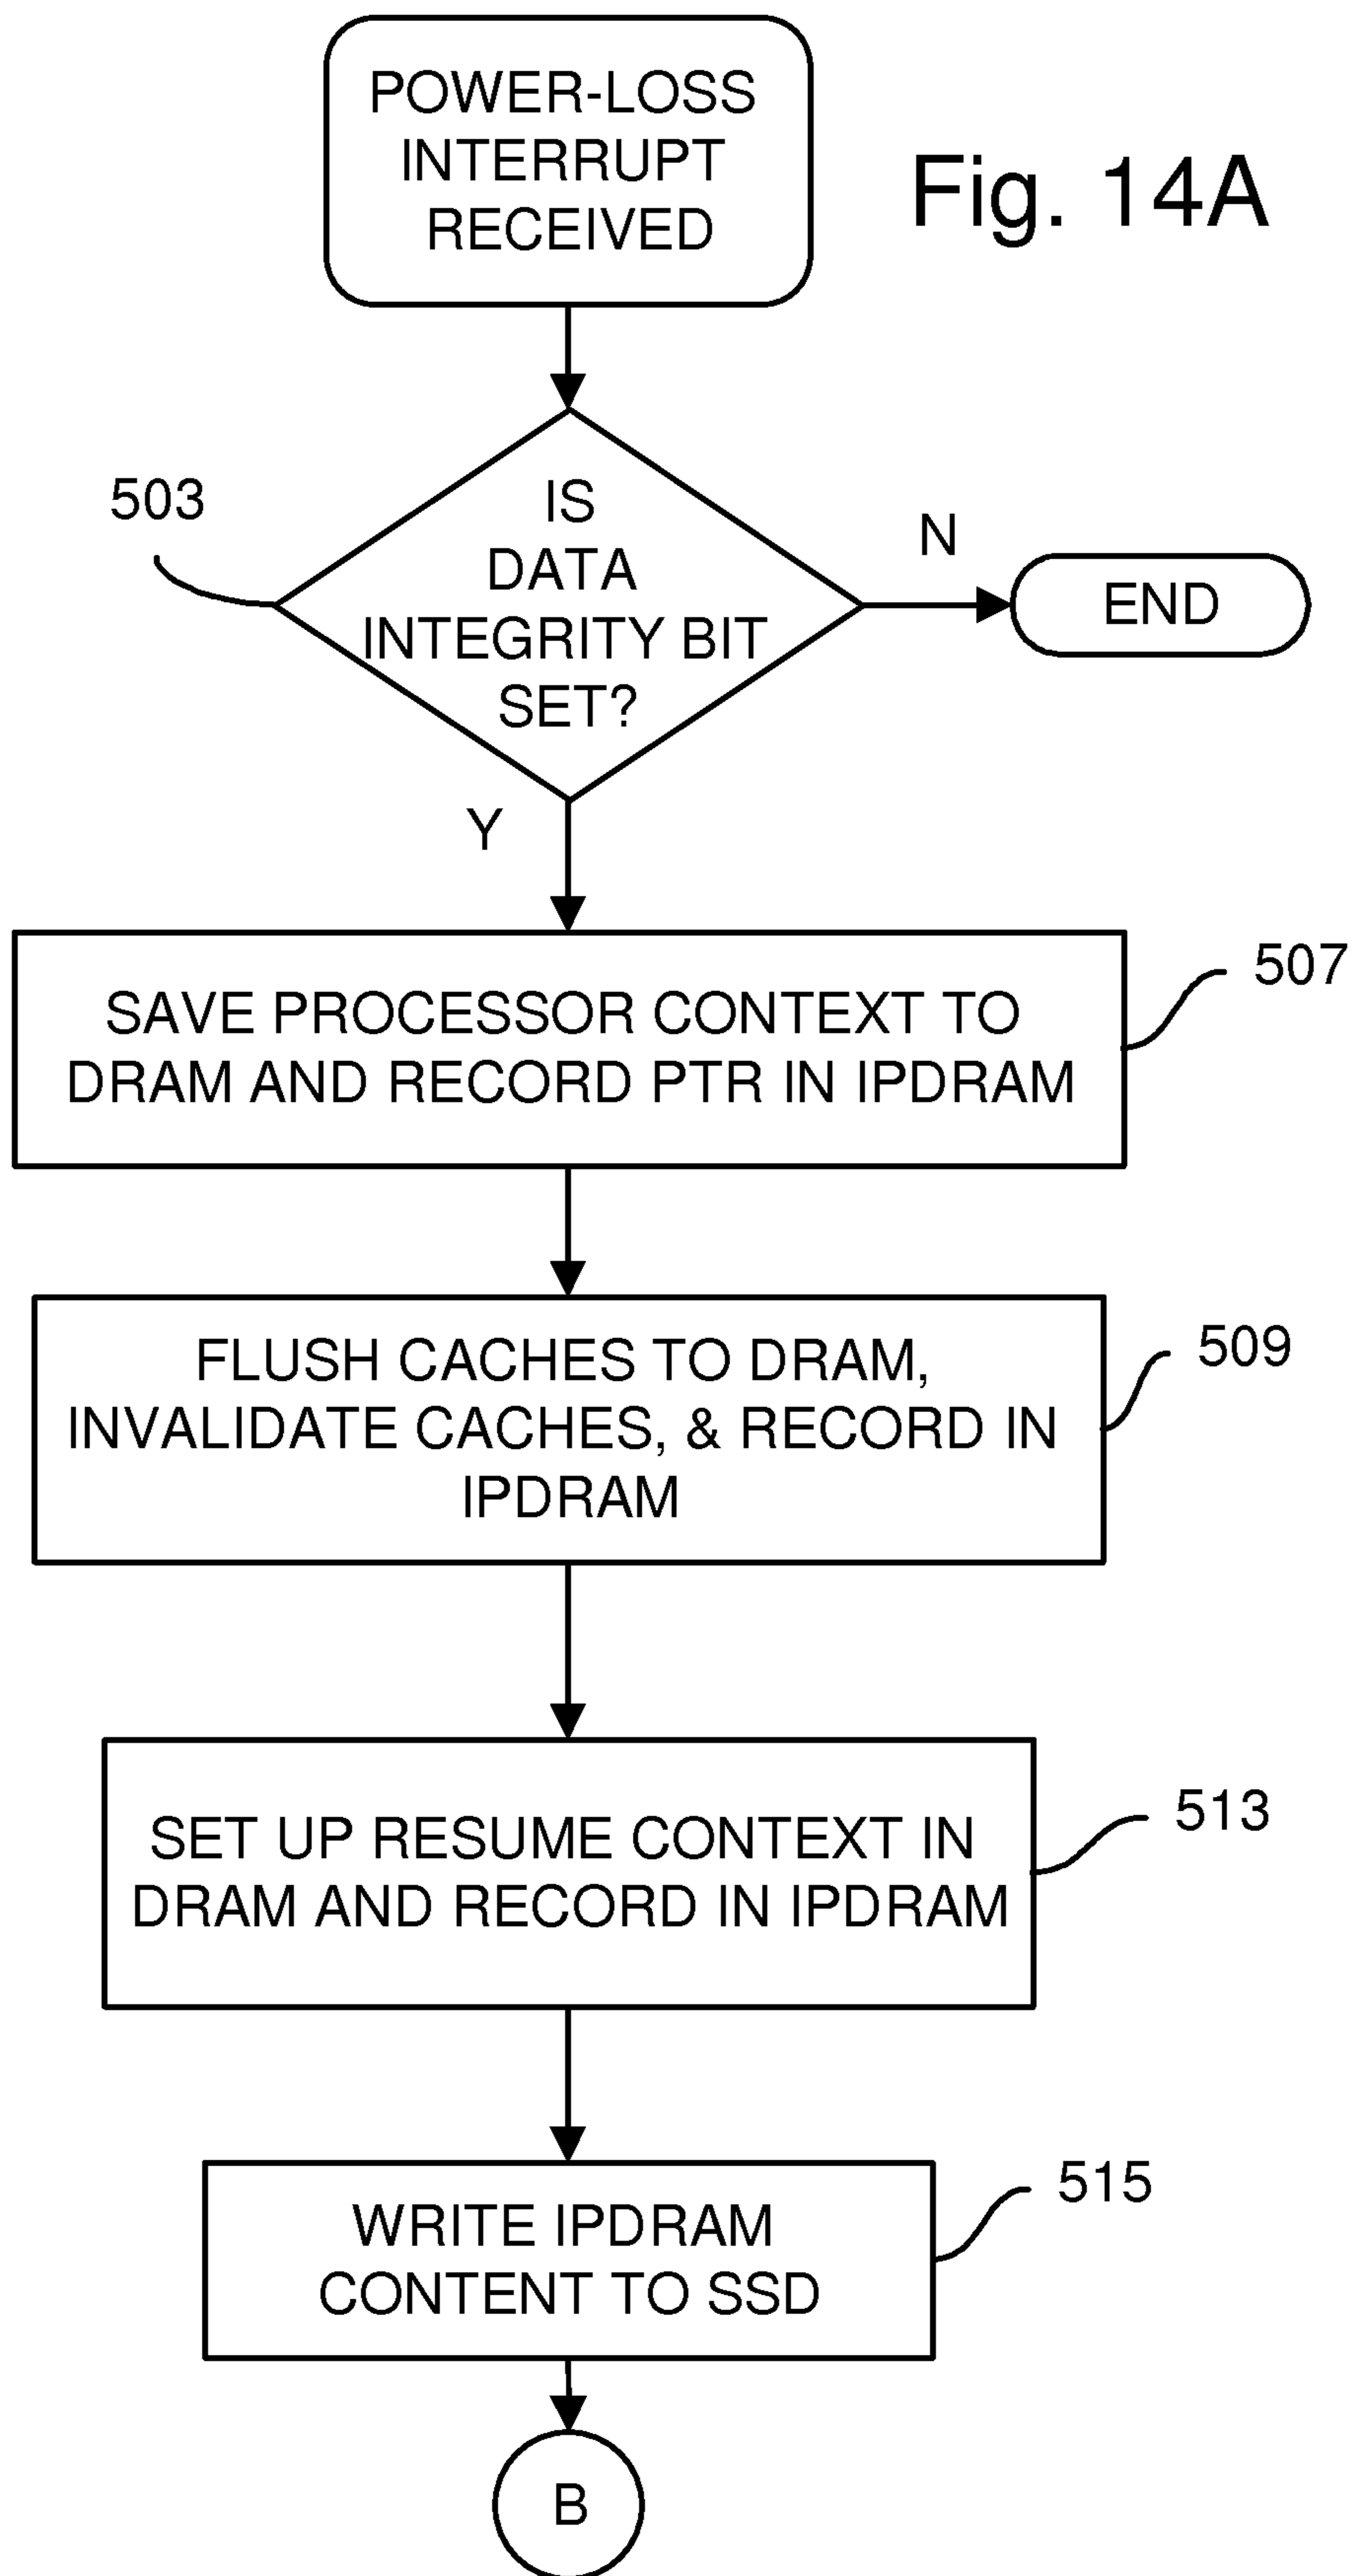 POWER-LOSS
INTERRUPT
RECEIVED
Fig. 14A
503
IS
DATA
INTEGRITY BIT
SET?
N
END
Y
SAVE PROCESSOR CONTEXT TO
DRAM AND RECORD PTR IN IPDRAM
507
FLUSH CACHES TO DRAM,
INVALIDATE CACHES, & RECORD IN
IPDRAM
509
SET UP RESUME CONTEXT IN
DRAM AND RECORD IN IPDRAM
513
WRITE IPDRAM
CONTENT TO SSD
515
B